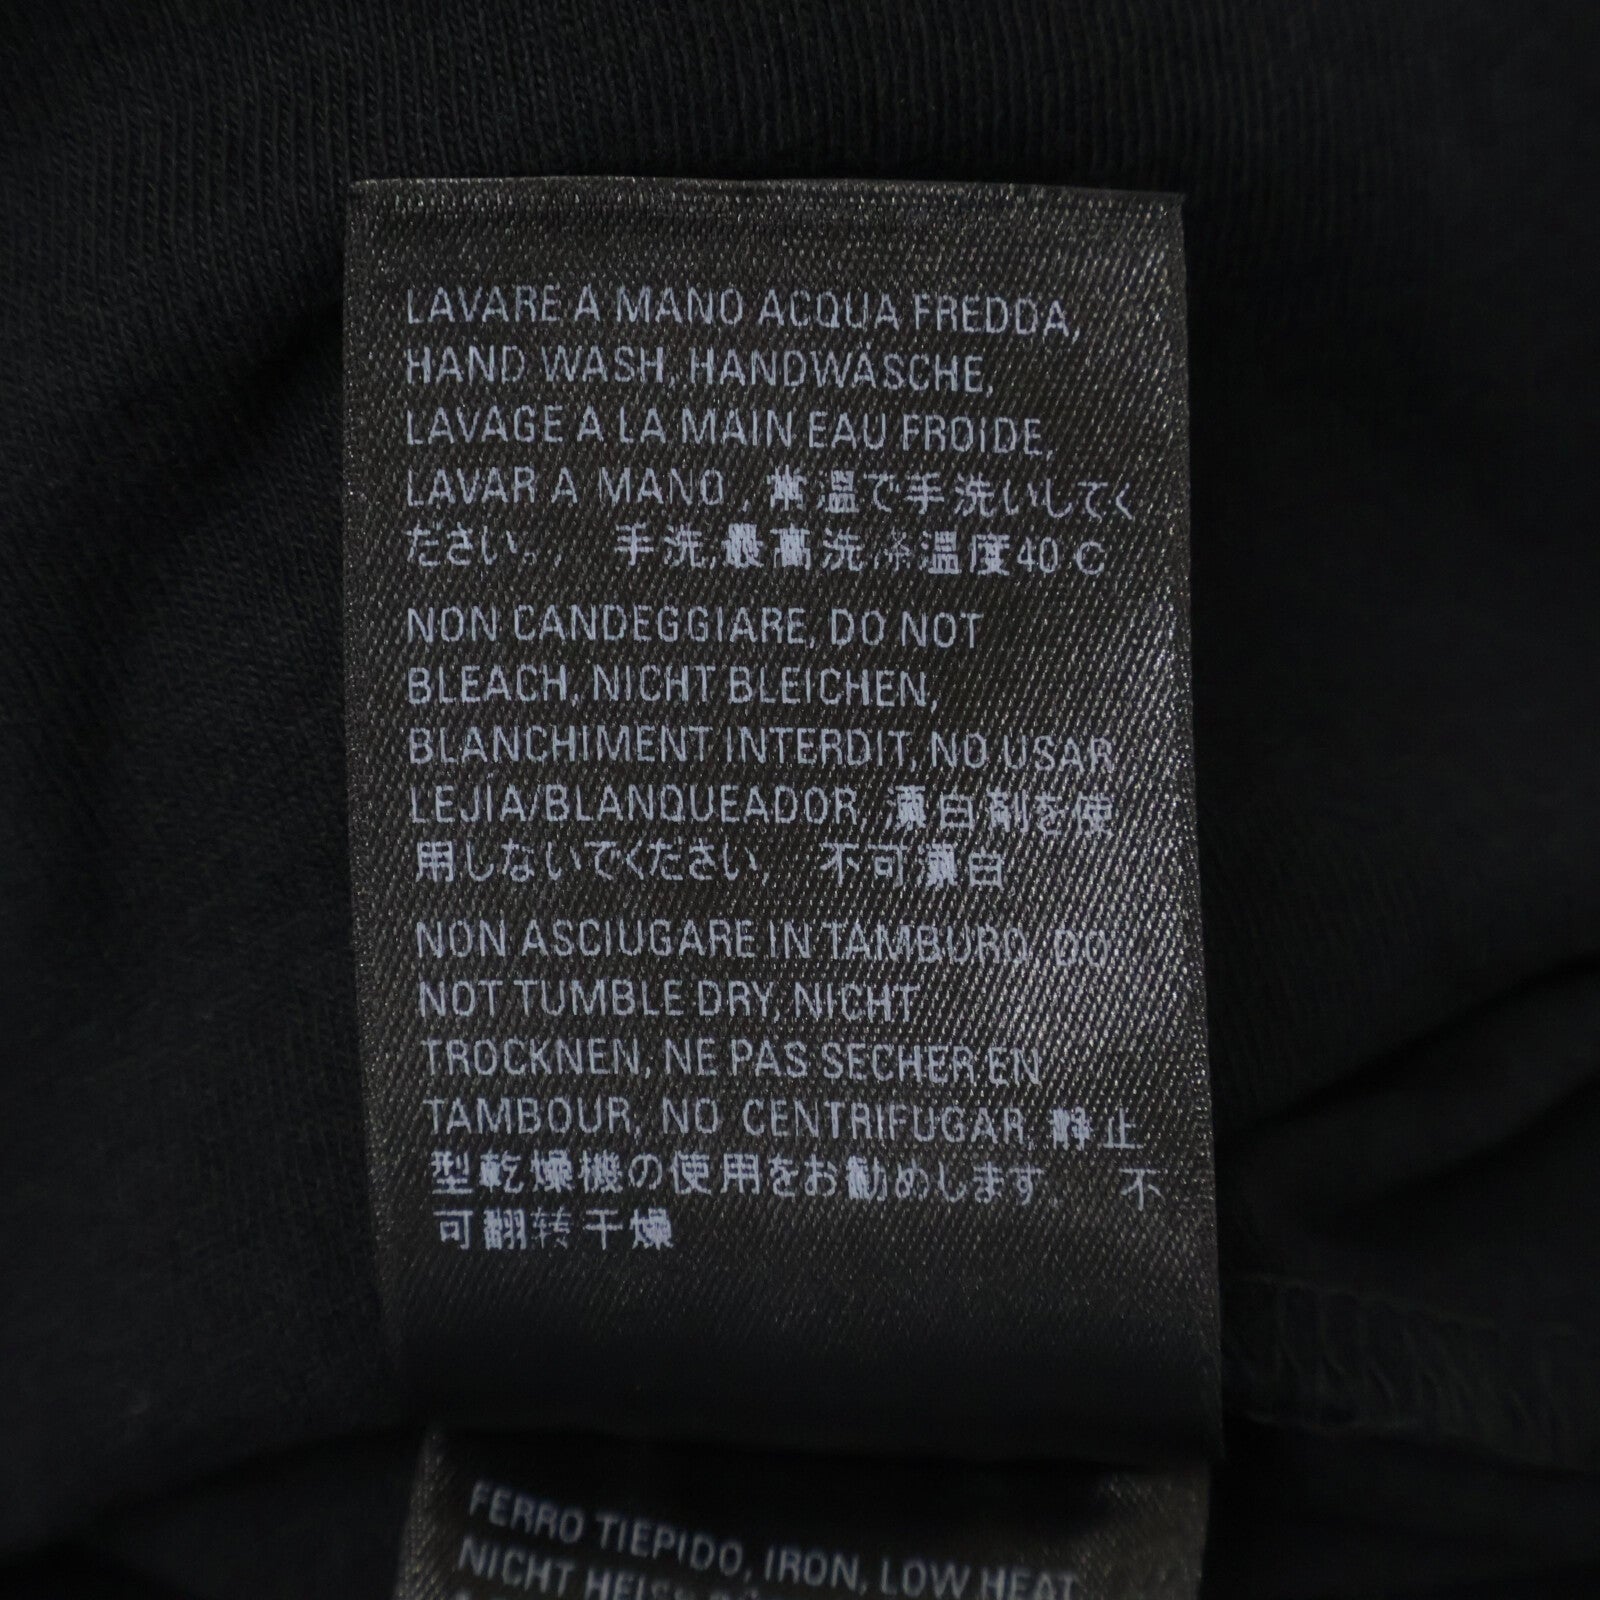 LAVARE A MANO ACQUA FREDDA,
HAND WASH, HANDWÄSCHE,
LAVAGE A LA MAIN EAU FROIDE,
LAVAR A MANO , 常温で手洗いしてく
ださい。, 手洗,最高洗涤温度40 C
NON CANDEGGIARE, DO NOT
BLEACH, NICHT BLEICHEN,
BLANCHIMENT INTERDIT, NO USAR
LEJÍA/BLANQUEADOR, 漂白剤を使
用しないでください, 不可漂白
NON ASCIUGARE IN TAMBURO, DO
NOT TUMBLE DRY, NICHT
TROCKNEN, NE PAS SECHER EN
TAMBOUR, NO CENTRIFUGAR, 静止
型乾燥機の使用をお勧めします, 不
可翻转干燥
FERRO TIEPIDO, IRON, LOW HEAT
NICHT